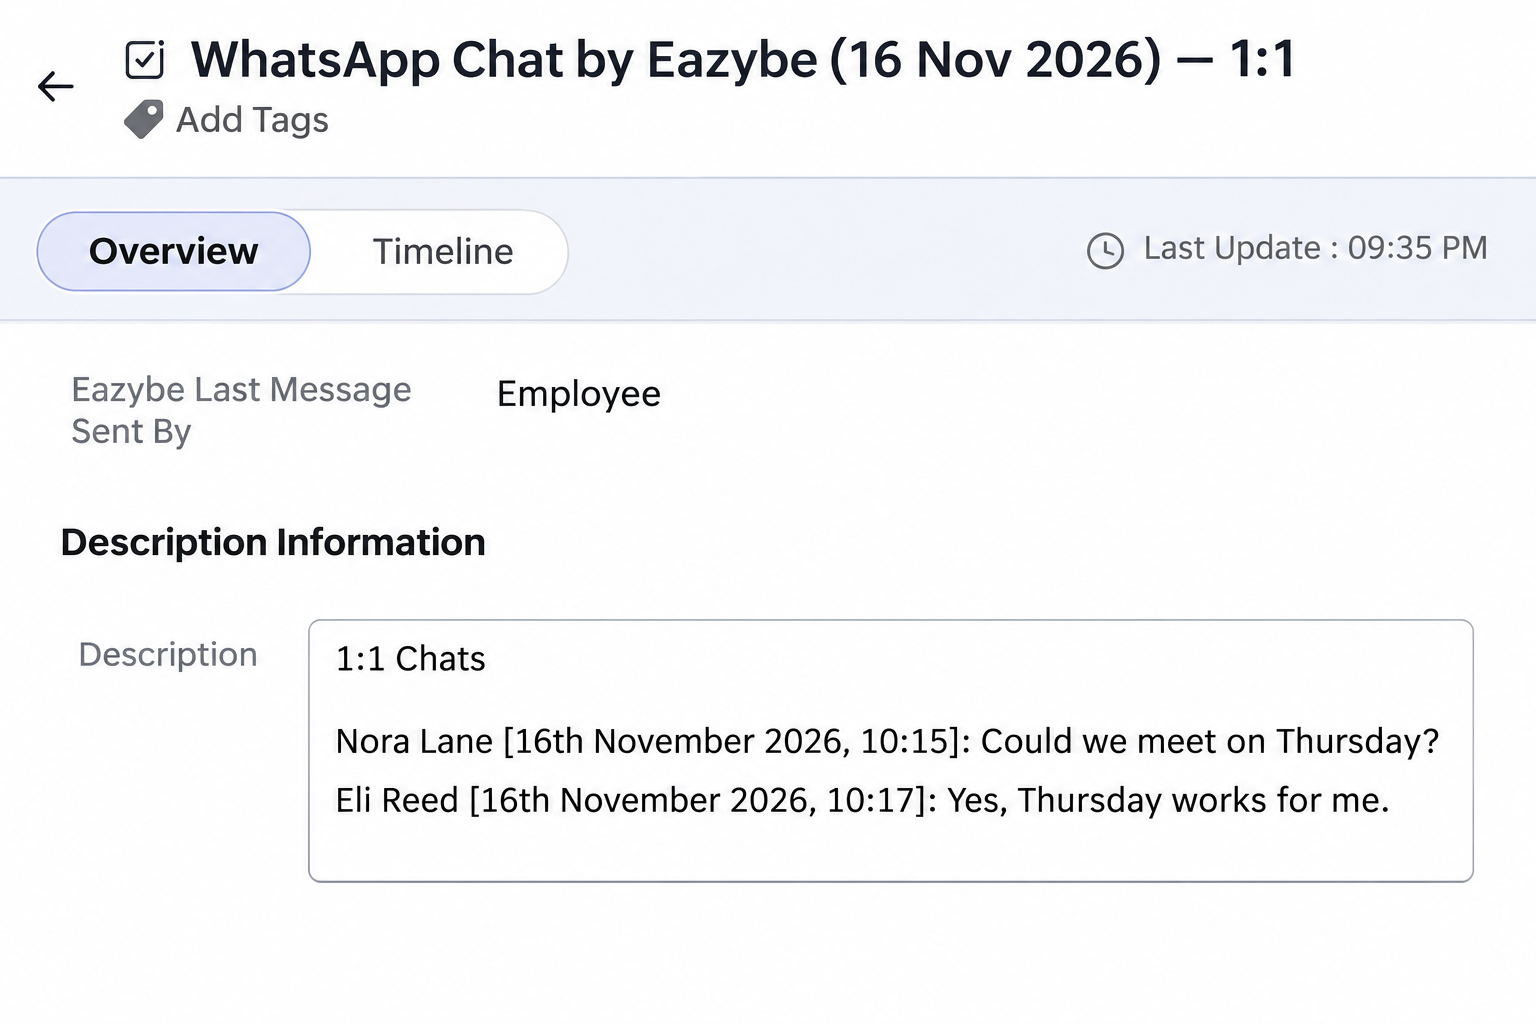 WhatsApp Chat by Eazybe (16 Nov 2026) — 1:1
Add Tags
Overview
Timeline
Last Update : 09:35 PM
Eazybe Last Message
Sent By
Employee
Description Information
Description
1:1 Chats
Nora Lane [16th November 2026, 10:15]: Could we meet on Thursday?
Eli Reed [16th November 2026, 10:17]: Yes, Thursday works for me.